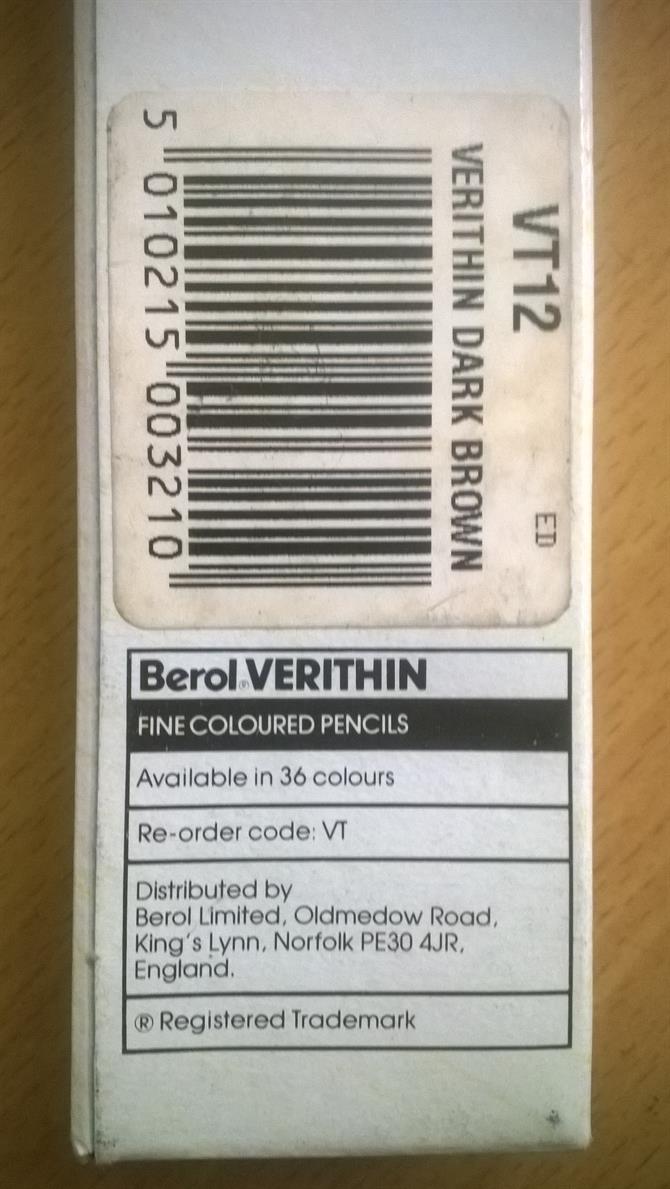 VT12
EID
VERITHIN DARK BROWN
5 010215 003210
Berol® VERITHIN
FINE COLOURED PENCILS
Available in 36 colours
Re-order code: VT
Distributed by
Berol Limited, Oldmedow Road,
King's Lynn, Norfolk PE30 4JR,
England.
® Registered Trademark